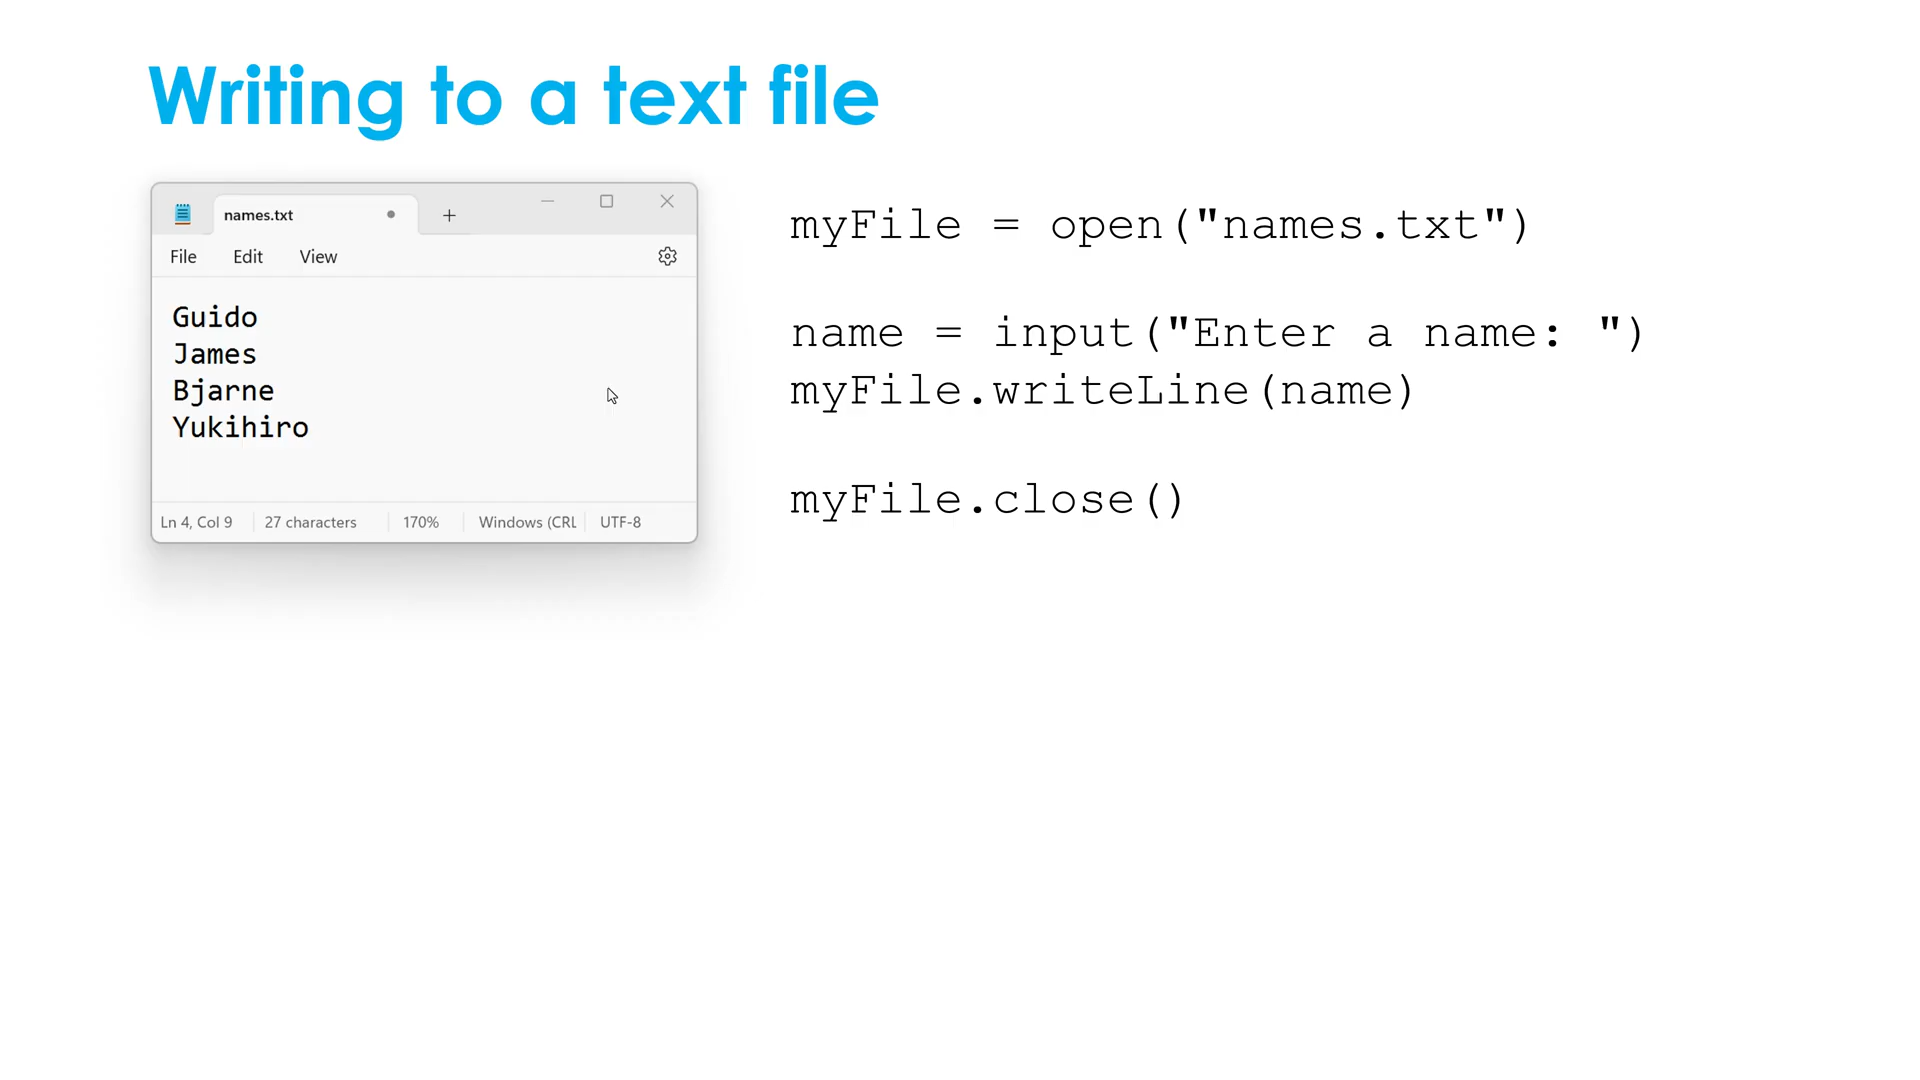 Writing to a text file
names.txt
File Edit View
Guido
James
Bjarne
Yukihiro
Ln 4, Col 9 27 characters 170% Windows (CRL UTF-8
myFile = open("names.txt")
name = input("Enter a name: ")
myFile.writeLine(name)
myFile.close()